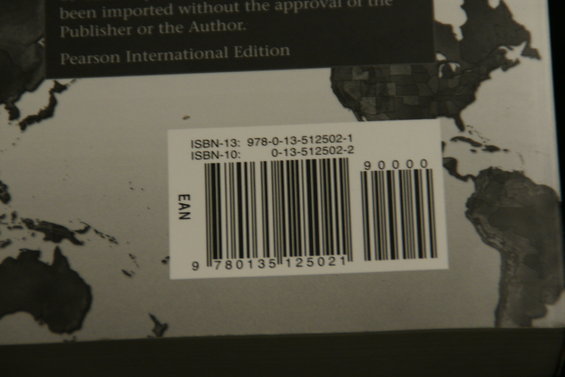 been imported without the approval of the
Publisher or the Author.
Pearson International Edition
ISBN-13: 978-0-13-512502-1
ISBN-10: 0-13-512502-2
90000
EAN
9 780135 125021